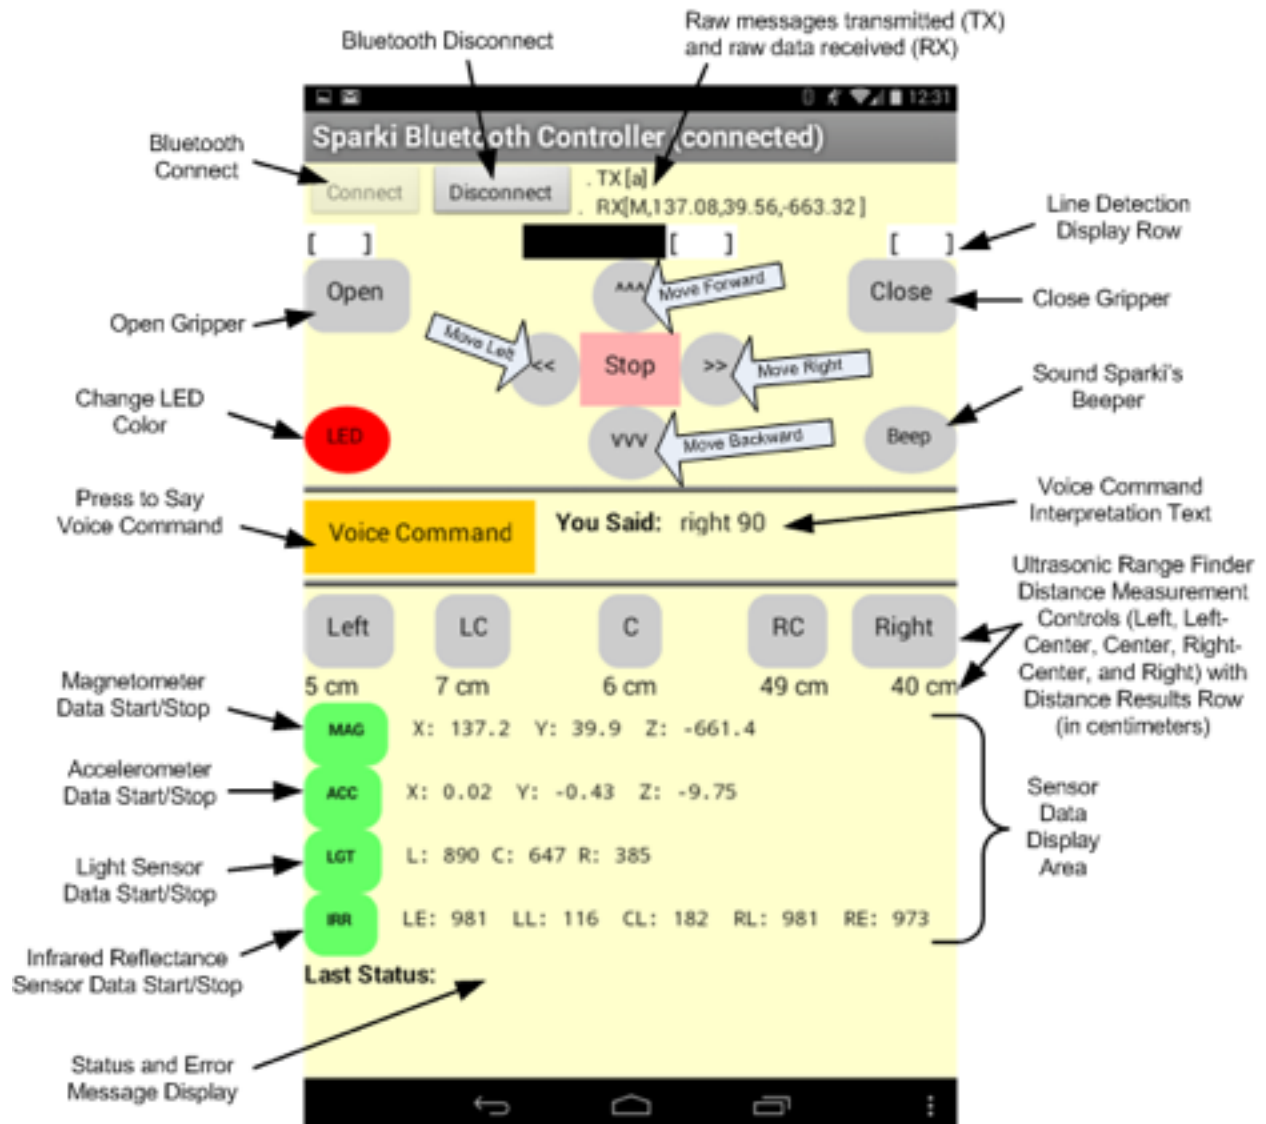 Raw messages transmitted (TX)
and raw data received (RX)
Bluetooth Disconnect
12:31
Sparki Bluetooth Controller (connected)
Bluetooth
Connect
Connect
Disconnect
. TX[a]
. RX[M,137.08,39.56,-663.32]
Line Detection
Display Row
[ ]
[ ]
[ ]
Open
^^^
Move Forward
Close
Close Gripper
Open Gripper
Move Left
<<
Stop
>>
Move Right
Change LED
Color
Sound Sparki's
Beeper
LED
VVV
Move Backward
Beep
Press to Say
Voice Command
Voice Command
You Said: right 90
Voice Command
Interpretation Text
Ultrasonic Range Finder
Distance Measurement
Controls (Left, Left-
Center, Center, Right-
Center, and Right) with
Distance Results Row
(in centimeters)
Left LC C RC Right
5 cm 7 cm 6 cm 49 cm 40 cm
Magnetometer
Data Start/Stop
MAG X: 137.2 Y: 39.9 Z: -661.4
Accelerometer
Data Start/Stop
ACC X: 0.02 Y: -0.43 Z: -9.75
Sensor
Data
Display
Area
Light Sensor
Data Start/Stop
LGT L: 890 C: 647 R: 385
IRR LE: 981 LL: 116 CL: 182 RL: 981 RE: 973
Infrared Reflectance
Sensor Data Start/Stop
Last Status:
Status and Error
Message Display